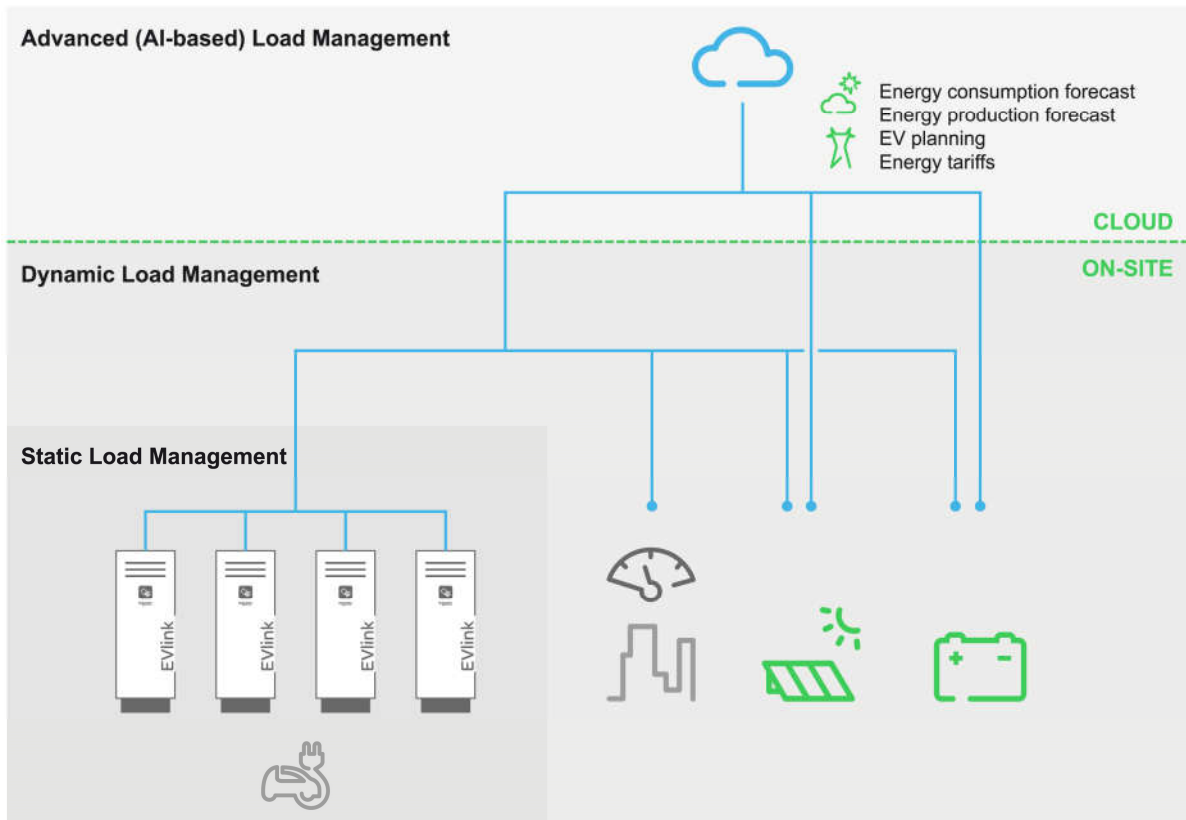 Advanced (AI-based) Load Management
Energy consumption forecast
Energy production forecast
EV planning
Energy tariffs
CLOUD
ON-SITE
Dynamic Load Management
Static Load Management
EVlink
EVlink
EVlink
EVlink
+ −